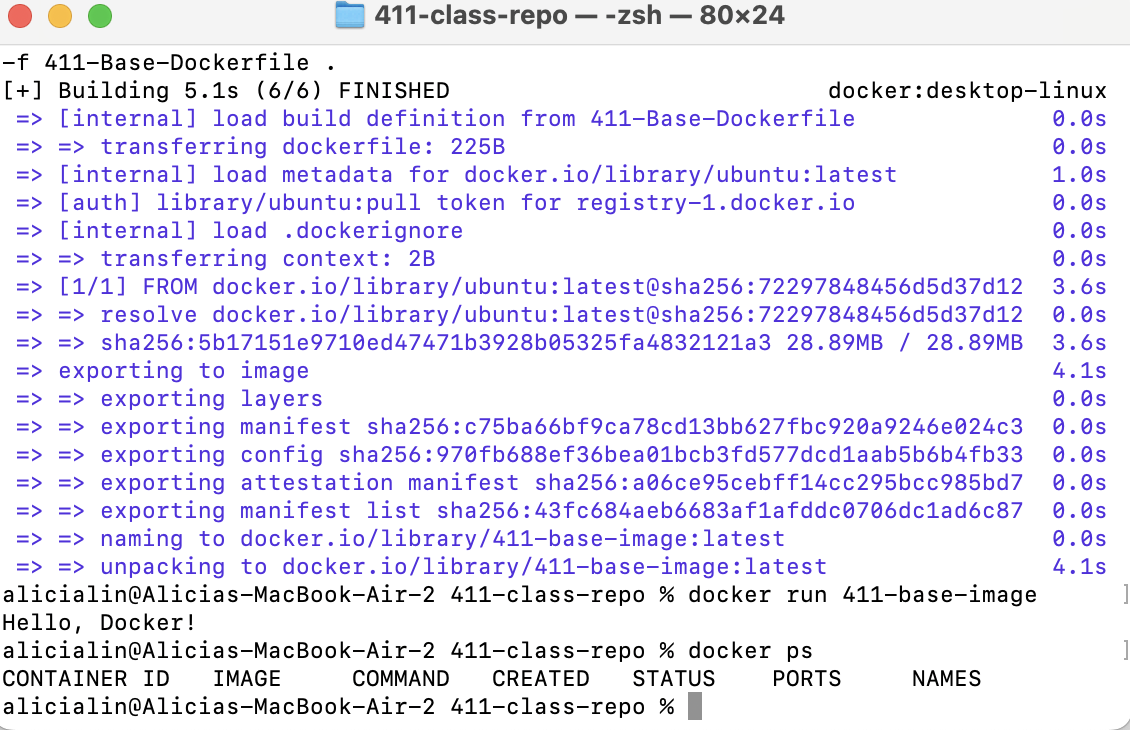 411-class-repo — -zsh — 80×24
-f 411-Base-Dockerfile .
[+] Building 5.1s (6/6) FINISHED docker:desktop-linux
=> [internal] load build definition from 411-Base-Dockerfile 0.0s
=> => transferring dockerfile: 225B 0.0s
=> [internal] load metadata for docker.io/library/ubuntu:latest 1.0s
=> [auth] library/ubuntu:pull token for registry-1.docker.io 0.0s
=> [internal] load .dockerignore 0.0s
=> => transferring context: 2B 0.0s
=> [1/1] FROM docker.io/library/ubuntu:latest@sha256:72297848456d5d37d12 3.6s
=> => resolve docker.io/library/ubuntu:latest@sha256:72297848456d5d37d12 0.0s
=> => sha256:5b17151e9710ed47471b3928b05325fa4832121a3 28.89MB / 28.89MB 3.6s
=> exporting to image 4.1s
=> => exporting layers 0.0s
=> => exporting manifest sha256:c75ba66bf9ca78cd13bb627fbc920a9246e024c3 0.0s
=> => exporting config sha256:970fb688ef36bea01bcb3fd577dcd1aab5b6b4fb33 0.0s
=> => exporting attestation manifest sha256:a06ce95cebff14cc295bcc985bd7 0.0s
=> => exporting manifest list sha256:43fc684aeb6683af1afddc0706dc1ad6c87 0.0s
=> => naming to docker.io/library/411-base-image:latest 0.0s
=> => unpacking to docker.io/library/411-base-image:latest 4.1s
alicialin@Alicias-MacBook-Air-2 411-class-repo % docker run 411-base-image ]
Hello, Docker!
alicialin@Alicias-MacBook-Air-2 411-class-repo % docker ps ]
CONTAINER ID IMAGE COMMAND CREATED STATUS PORTS NAMES
alicialin@Alicias-MacBook-Air-2 411-class-repo %